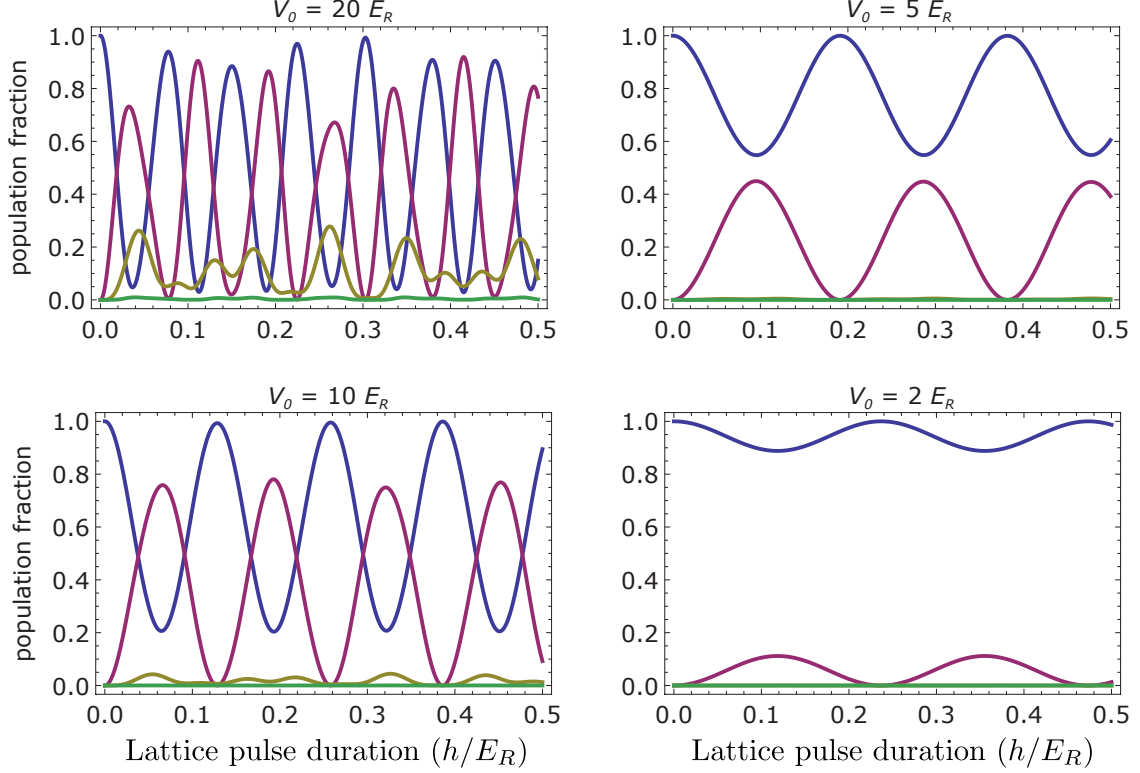 V₀ = 20 E_R
V₀ = 5 E_R
population fraction
1.0
0.8
0.6
0.4
0.2
0.0
0.0 0.1 0.2 0.3 0.4 0.5
1.0
0.8
0.6
0.4
0.2
0.0
0.0 0.1 0.2 0.3 0.4 0.5
V₀ = 10 E_R
V₀ = 2 E_R
population fraction
1.0
0.8
0.6
0.4
0.2
0.0
0.0 0.1 0.2 0.3 0.4 0.5
Lattice pulse duration (h/E_R)
1.0
0.8
0.6
0.4
0.2
0.0
0.0 0.1 0.2 0.3 0.4 0.5
Lattice pulse duration (h/E_R)